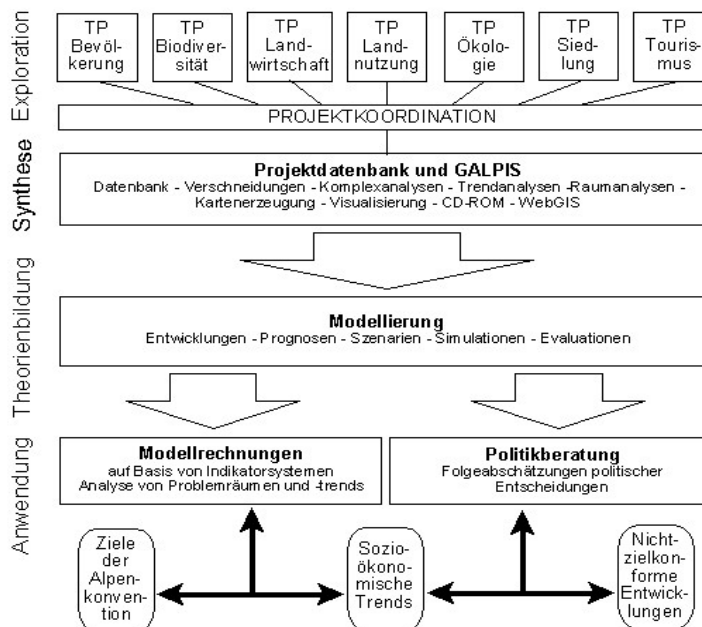 Exploration
TP
Bevöl-
kerung
TP
Biodiver-
sität
TP
Land-
wirtschaft
TP
Land-
nutzung
TP
Ökolo-
gie
TP
Sied-
lung
TP
Touris-
mus
PROJEKTKOORDINATION
Synthese
Projektdatenbank und GALPIS
Datenbank - Verschneidungen - Komplexanalysen - Trendanalysen -Raumanalysen -
Kartenerzeugung - Visualisierung - CD-ROM - WebGIS
Theorienbildung
Modellierung
Entwicklungen - Prognosen - Szenarien - Simulationen - Evaluationen
Anwendung
Modellrechnungen
auf Basis von Indikatorsystemen
Analyse von Problemräumen und -trends
Politikberatung
Folgeabschätzungen politischer
Entscheidungen
Ziele
der
Alpen-
konven-
tion
Sozio-
ökono-
mische
Trends
Nicht-
zielkon-
forme
Entwick-
lungen